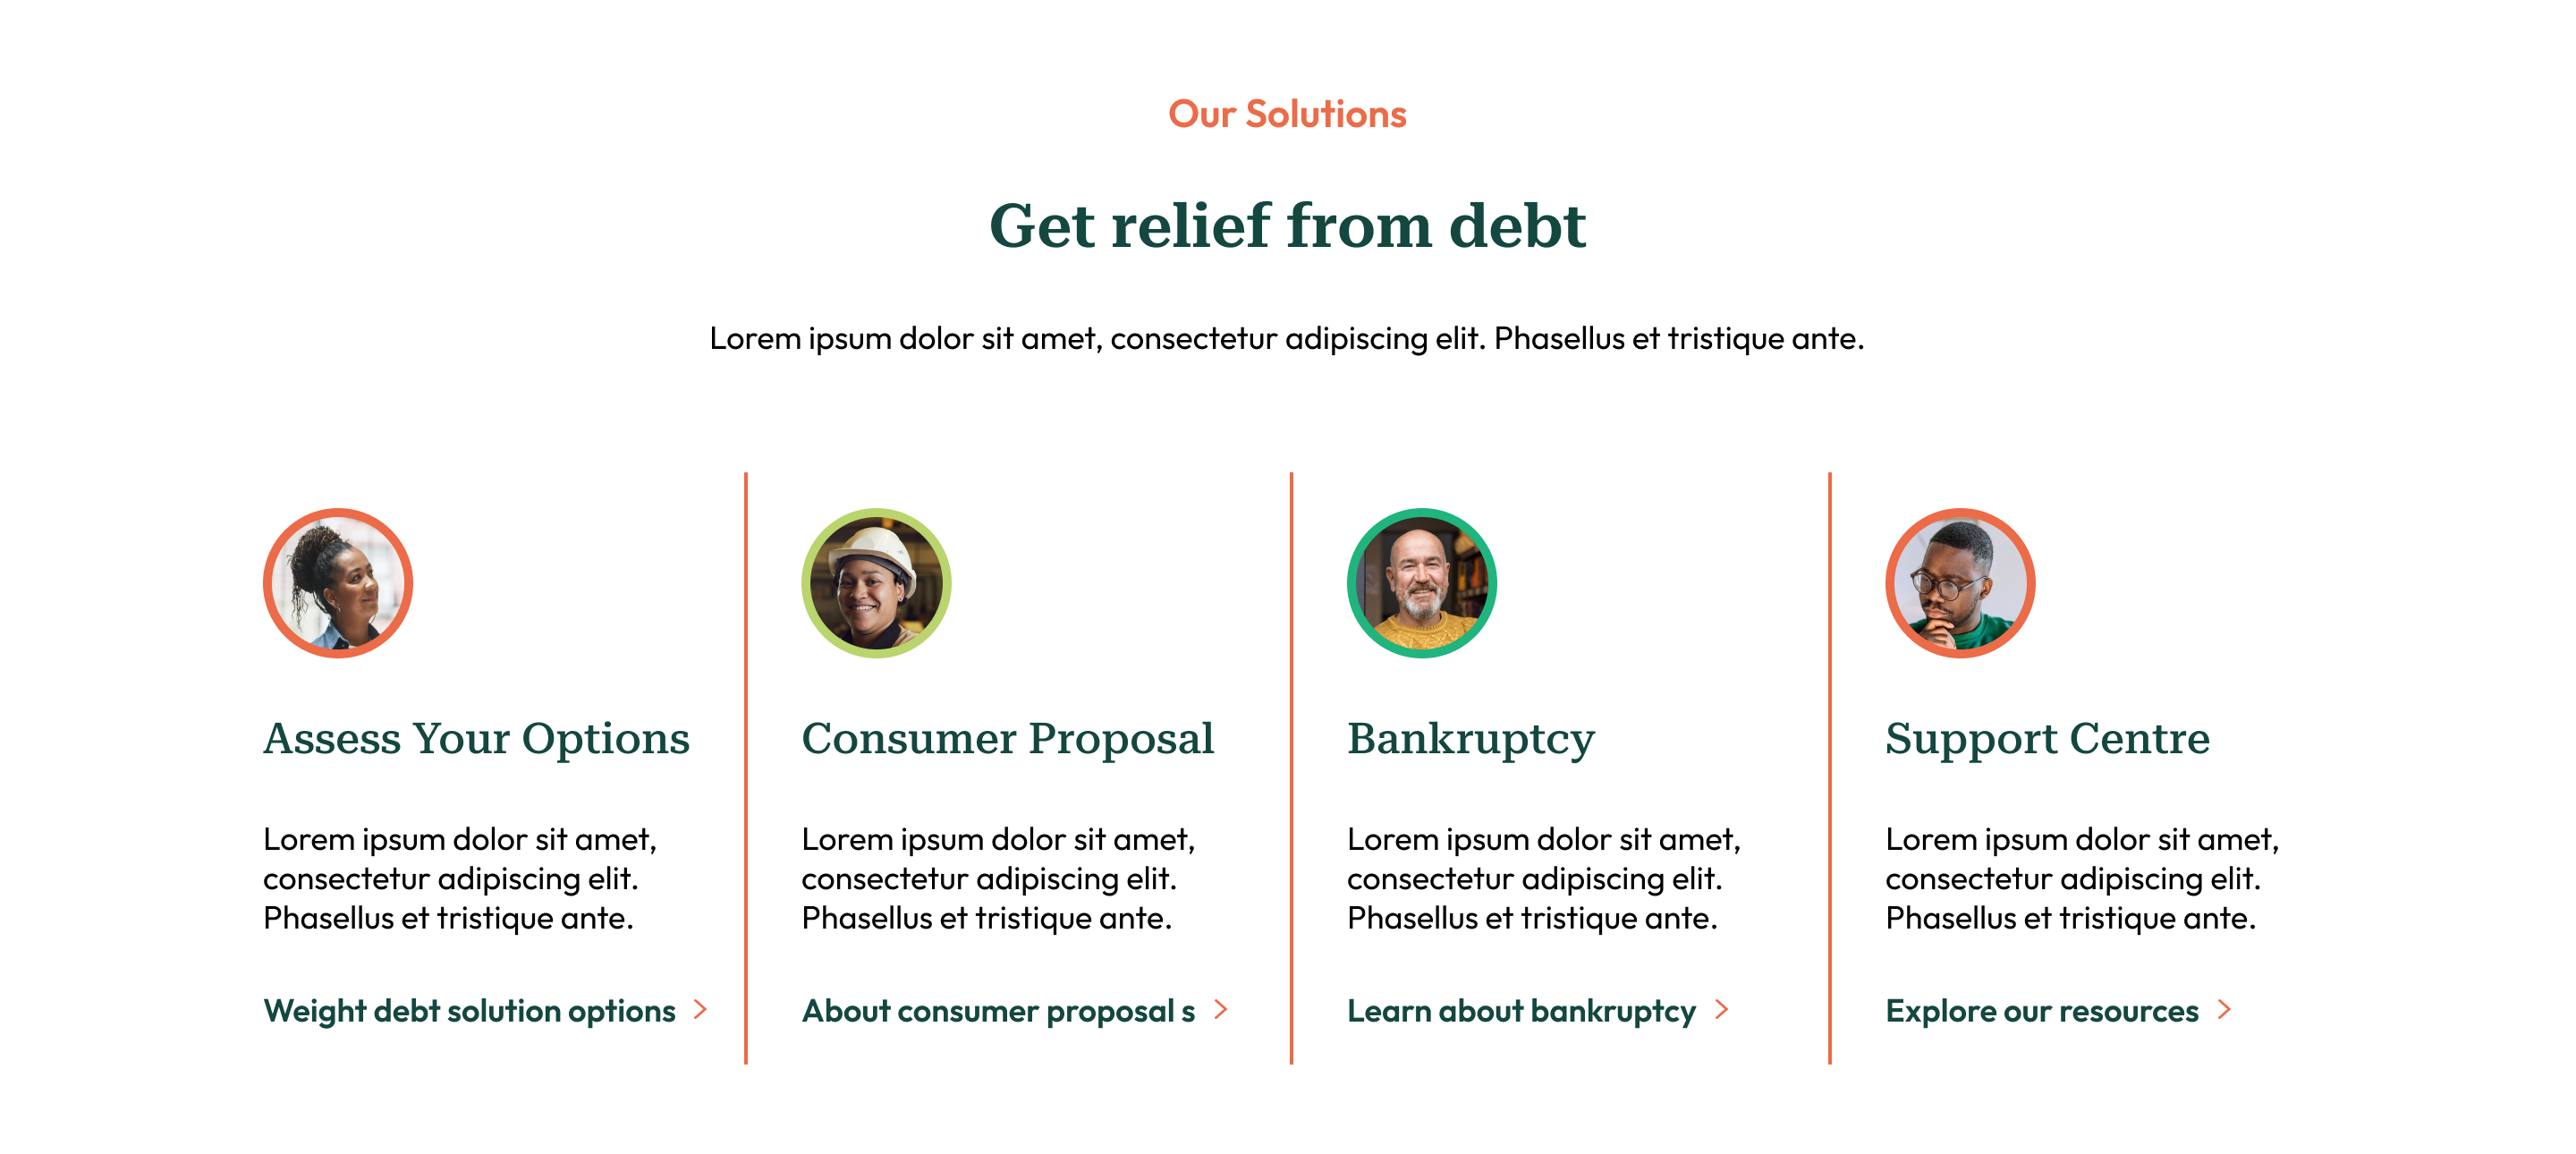 Our Solutions
Get relief from debt
Lorem ipsum dolor sit amet, consectetur adipiscing elit. Phasellus et tristique ante.
Assess Your Options
Lorem ipsum dolor sit amet,
consectetur adipiscing elit.
Phasellus et tristique ante.
Weight debt solution options
Consumer Proposal
Lorem ipsum dolor sit amet,
consectetur adipiscing elit.
Phasellus et tristique ante.
About consumer proposal s
Bankruptcy
Lorem ipsum dolor sit amet,
consectetur adipiscing elit.
Phasellus et tristique ante.
Learn about bankruptcy
Support Centre
Lorem ipsum dolor sit amet,
consectetur adipiscing elit.
Phasellus et tristique ante.
Explore our resources